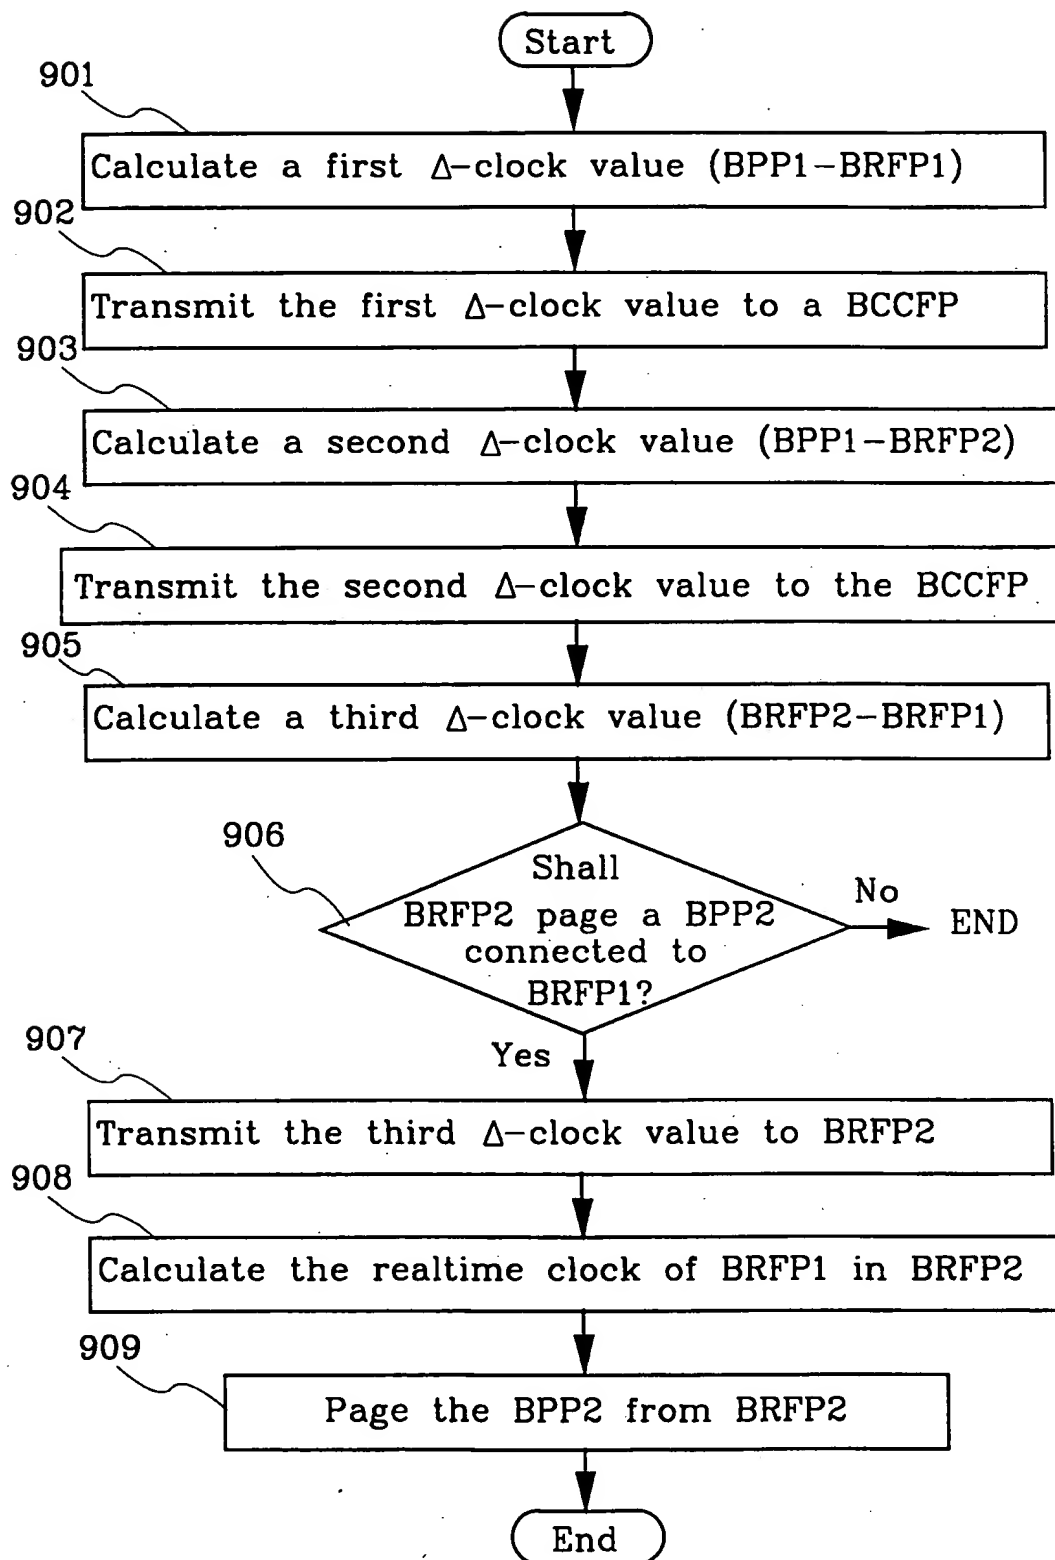 Start
901
Calculate a first Δ-clock value (BPP1-BRFP1)
902
Transmit the first Δ-clock value to a BCCFP
903
Calculate a second Δ-clock value (BPP1-BRFP2)
904
Transmit the second Δ-clock value to the BCCFP
905
Calculate a third Δ-clock value (BRFP2-BRFP1)
906
Shall
BRFP2 page a BPP2
connected to
BRFP1?
No
END
Yes
907
Transmit the third Δ-clock value to BRFP2
908
Calculate the realtime clock of BRFP1 in BRFP2
909
Page the BPP2 from BRFP2
End